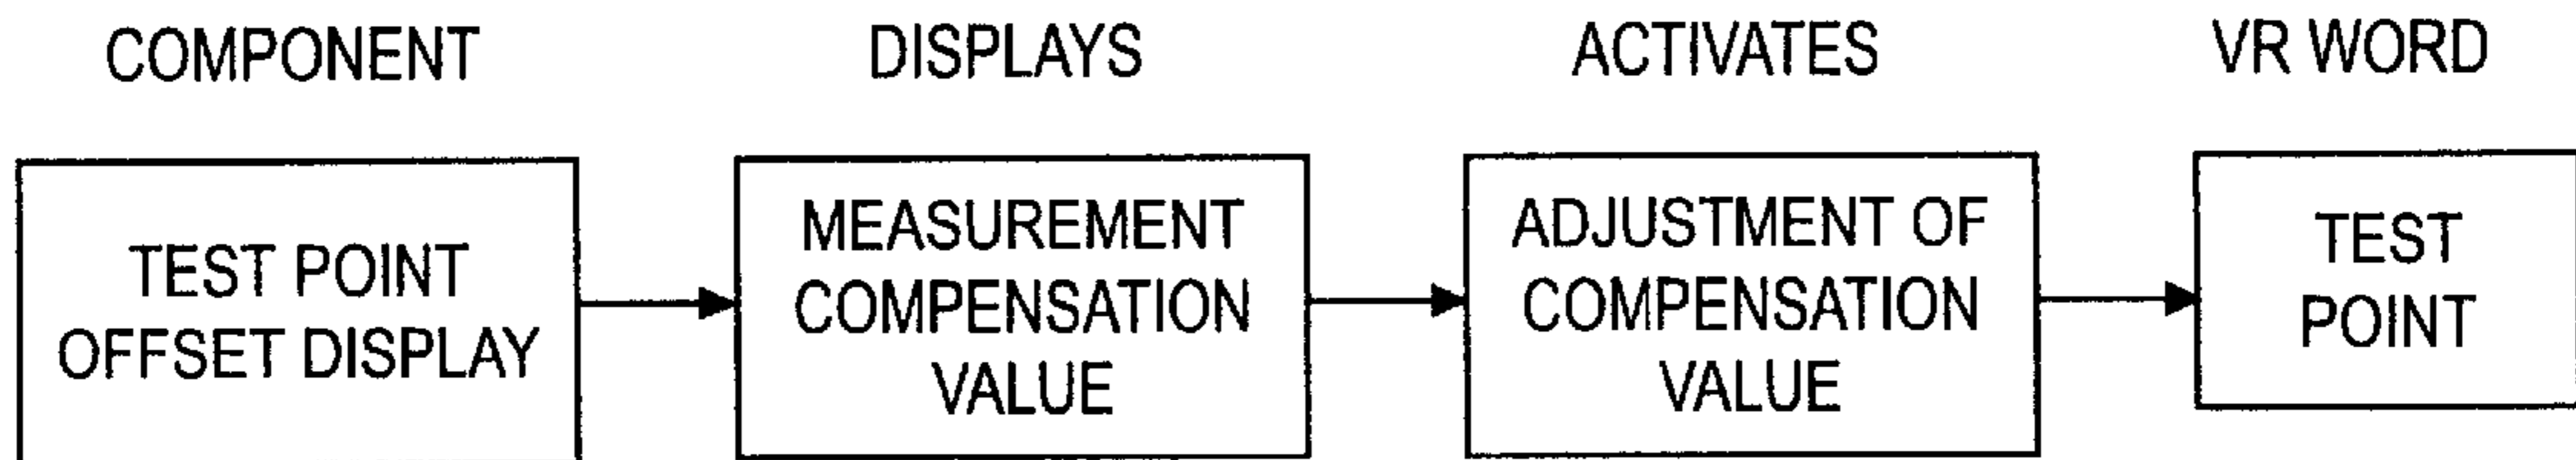 COMPONENT DISPLAYS ACTIVATES VR WORD
TEST POINT
OFFSET DISPLAY
MEASUREMENT
COMPENSATION
VALUE
ADJUSTMENT OF
COMPENSATION
VALUE
TEST
POINT